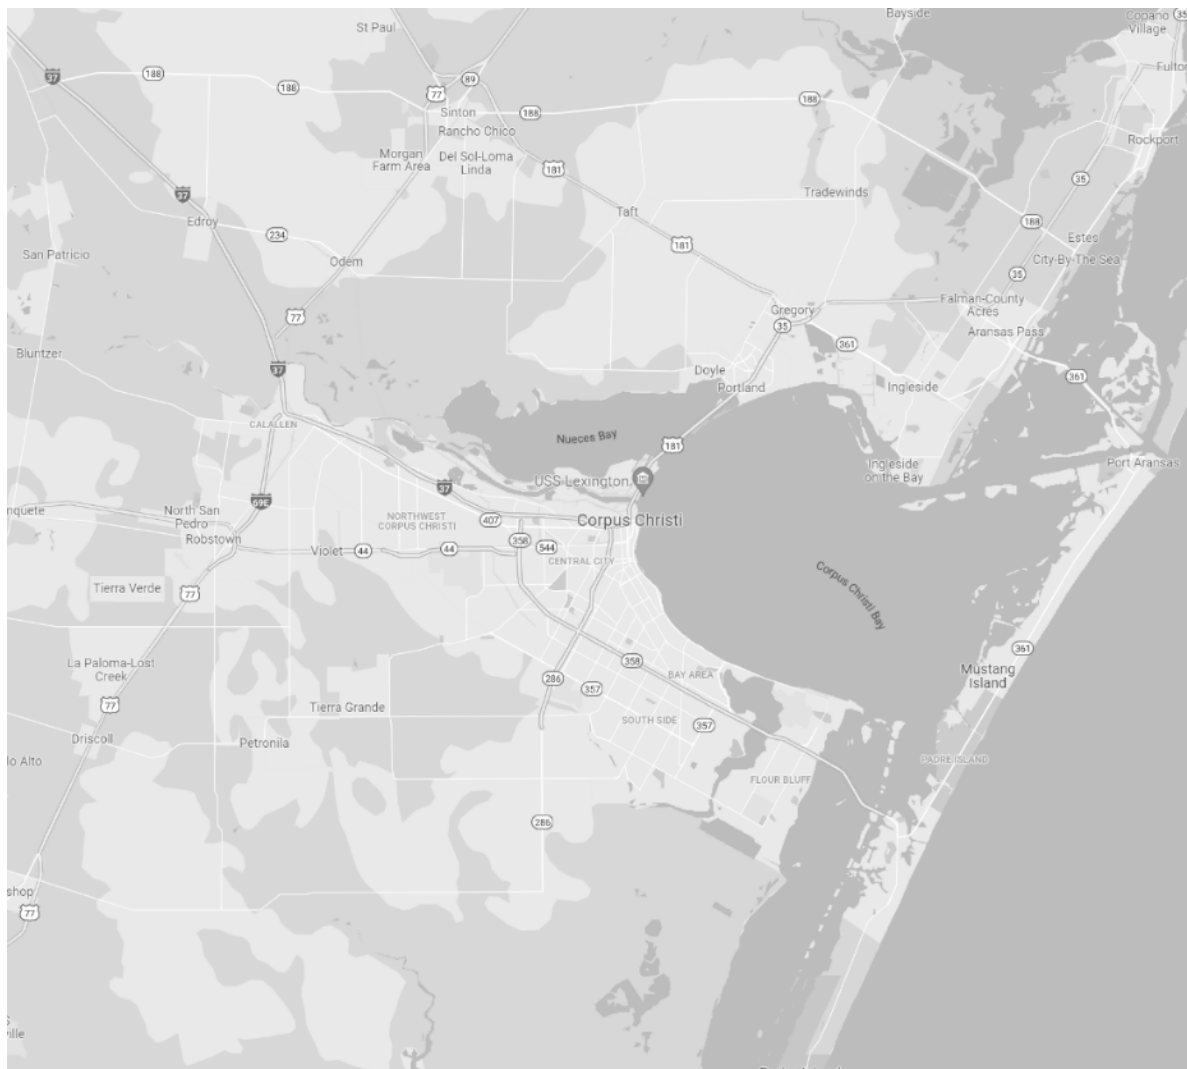 Bayside
Copano
Village
35
St Paul
Fulton
37
188
188
89
77
188
188
Sinton
Rancho Chico
Morgan
Farm Area
Del Sol-Loma
Linda
Rockport
181
35
37
Tradewinds
Edroy
Taft
188
234
181
Estes
San Patricio
Odem
City-By-The Sea
35
Falman-County
Acres
77
Gregory
35
Aransas Pass
361
Bluntzer
37
Doyle
361
Portland
Ingleside
CALALLEN
Nueces Bay
181
Ingleside
on the Bay
Port Aransas
USS Lexington
37
69E
North San
Pedro
NORTHWEST
CORPUS CHRISTI
407
Corpus Christi
nquete
Robstown
358
544
Violet
44
44
CENTRAL CITY
Corpus Christi Bay
Tierra Verde
77
361
La Paloma-Lost
Creek
358
BAY AREA
Mustang
Island
286
357
77
Tierra Grande
SOUTH SIDE
357
Driscoll
Petronila
lo Alto
PADRE ISLAND
FLOUR BLUFF
286
shop
77
ville